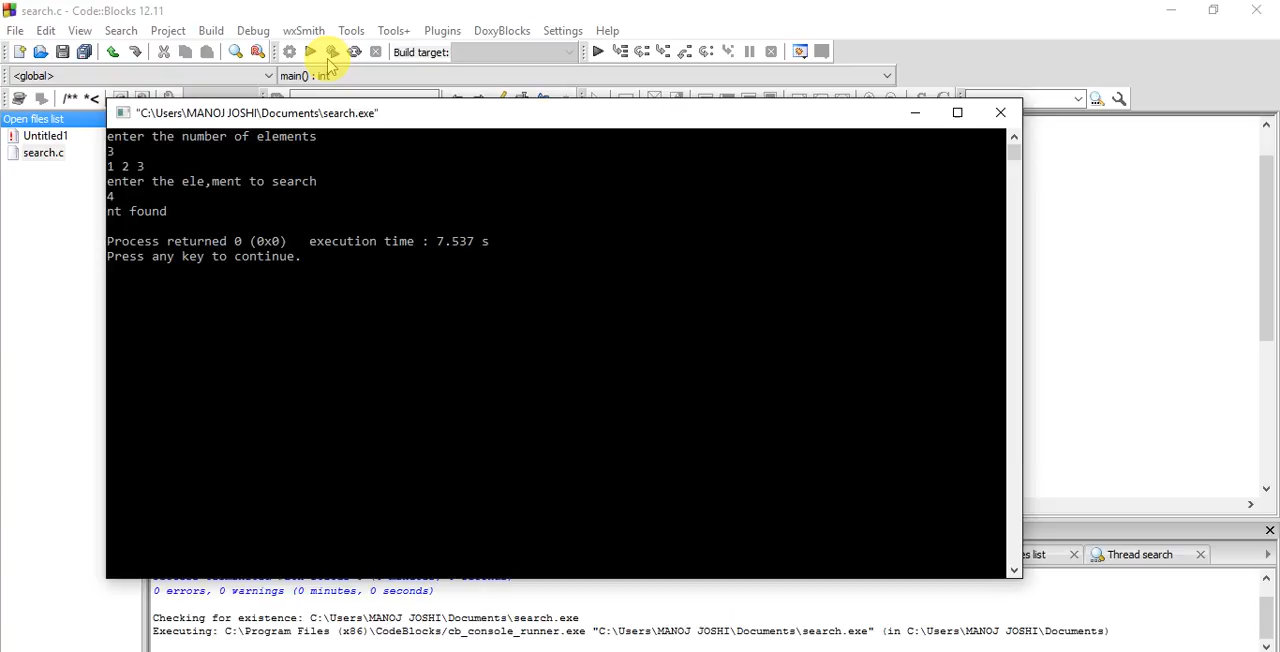 search.c - Code::Blocks 12.11
File Edit View Search Project Build Debug wxSmith Tools Tools+ Plugins DoxyBlocks Settings Help
Build target:
<global> main() : int
/** *<
Open files list
Untitled1
search.c
"C:\Users\MANOJ JOSHI\Documents\search.exe"
enter the number of elements
3
1 2 3
enter the ele,ment to search
4
nt found
Process returned 0 (0x0)   execution time : 7.537 s
Press any key to continue.
es list Thread search
0 errors, 0 warnings (0 minutes, 0 seconds)
Checking for existence: C:\Users\MANOJ JOSHI\Documents\search.exe
Executing: C:\Program Files (x86)\CodeBlocks/cb_console_runner.exe "C:\Users\MANOJ JOSHI\Documents\search.exe" (in C:\Users\MANOJ JOSHI\Documents)